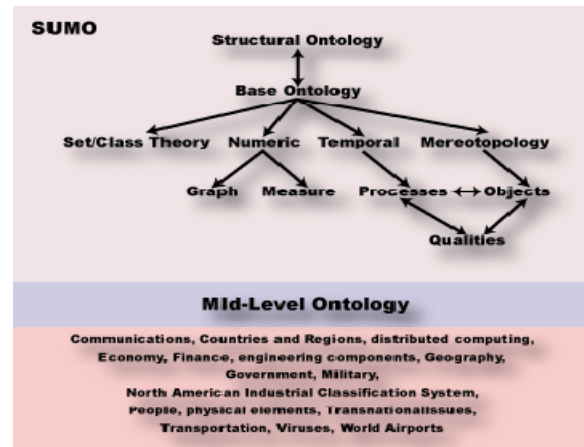 SUMO
Structural Ontology
Base Ontology
Set/Class Theory Numeric Temporal Mereotopology
Graph Measure Processes Objects
Qualities
Mid-Level Ontology
Communications, Countries and Regions, distributed computing,
Economy, Finance, engineering components, Geography,
Government, Military,
North American Industrial Classification System,
People, physical elements, TransnationalIssues,
Transportation, Viruses, World Airports